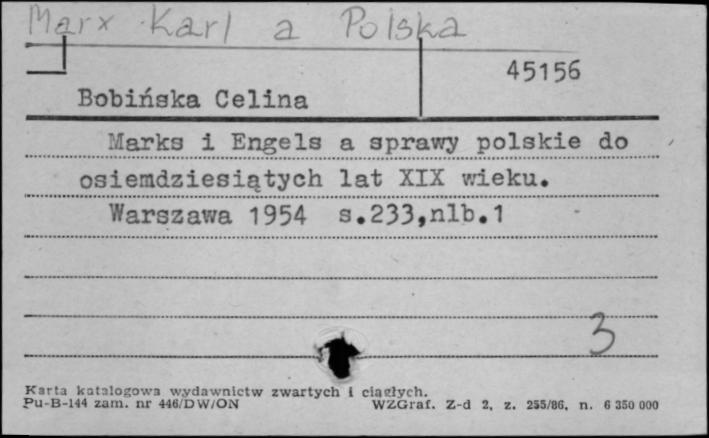 Marx Karl a Polska
45156
Bobińska Celina
Marks i Engels a sprawy polskie do
osiemdziesiątych lat XIX wieku.
Warszawa 1954 s.233,nlb.1
3
Karta katalogowa wydawnictw zwartych i ciągłych.
Pu-B-144 zam. nr 446/DW/ON WZGraf. Z-d 2, z. 255/86, n. 6 350 000